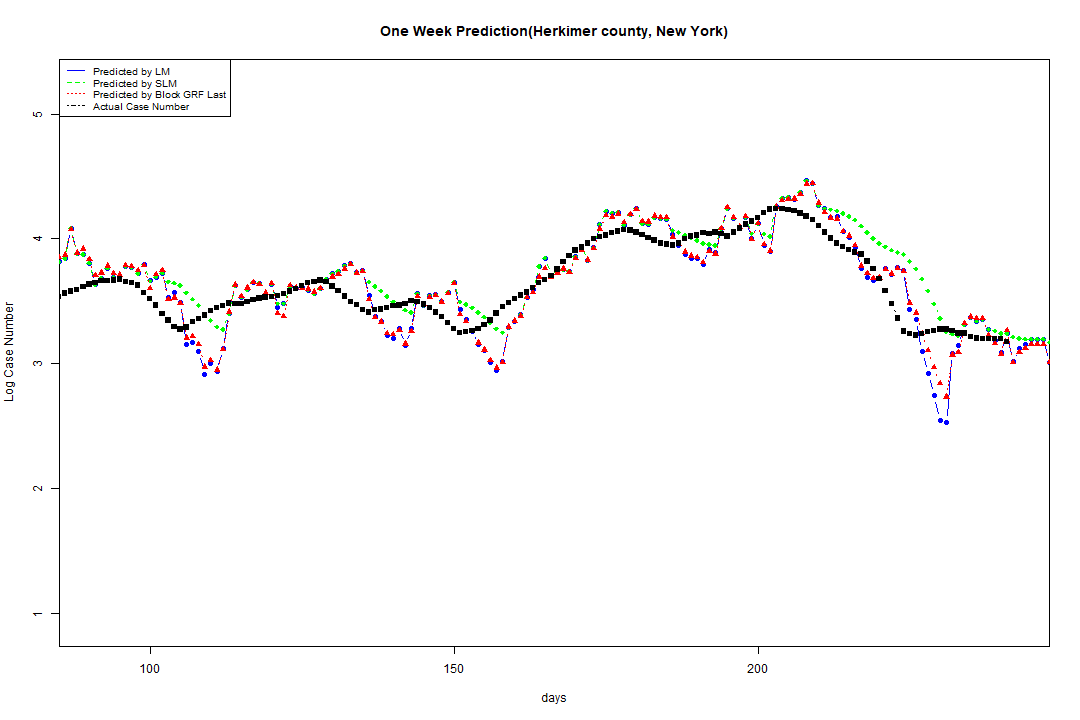 One Week Prediction(Herkimer county, New York)
Predicted by LM
Predicted by SLM
Predicted by Block GRF Last
Actual Case Number
5
4
3
2
1
Log Case Number
100 150 200
days